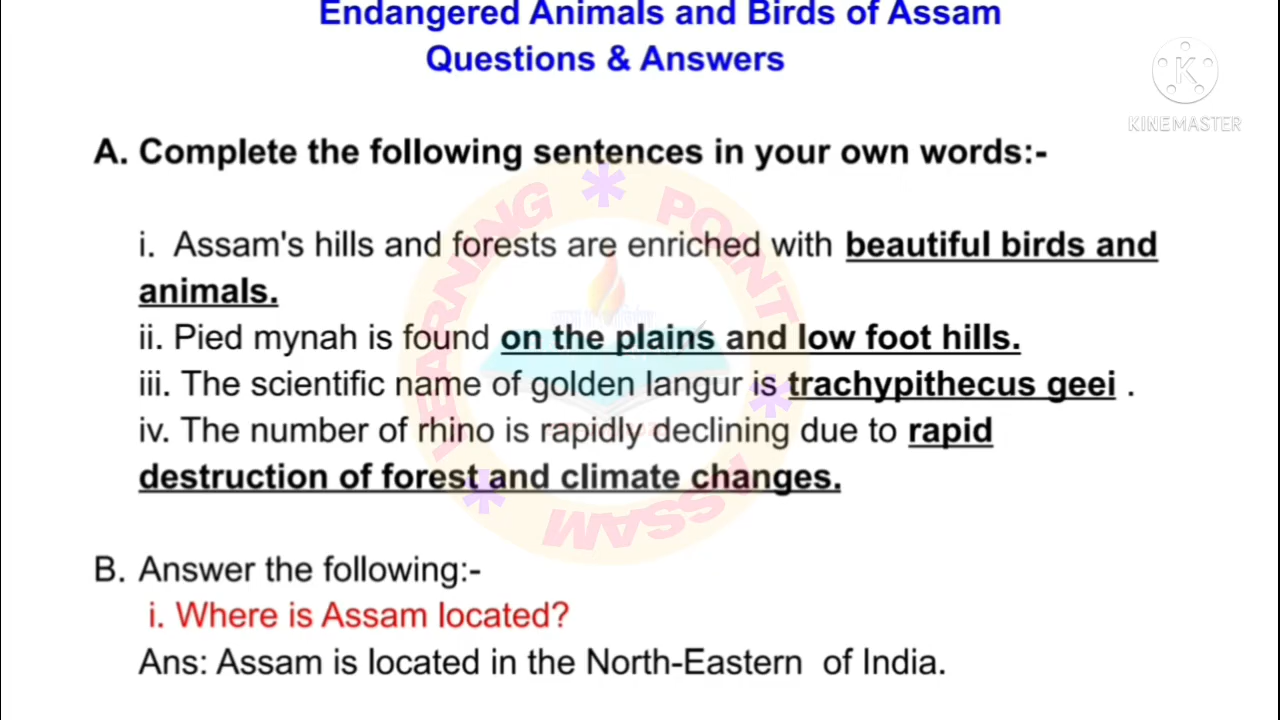 Endangered Animals and Birds of Assam
Questions & Answers
KINEMASTER
A. Complete the following sentences in your own words:-
i. Assam's hills and forests are enriched with beautiful birds and
animals.
ii. Pied mynah is found on the plains and low foot hills.
iii. The scientific name of golden langur is trachypithecus geei .
iv. The number of rhino is rapidly declining due to rapid
destruction of forest and climate changes.
LEARNING POINT ASSAM
B. Answer the following:-
i. Where is Assam located?
Ans: Assam is located in the North-Eastern of India.